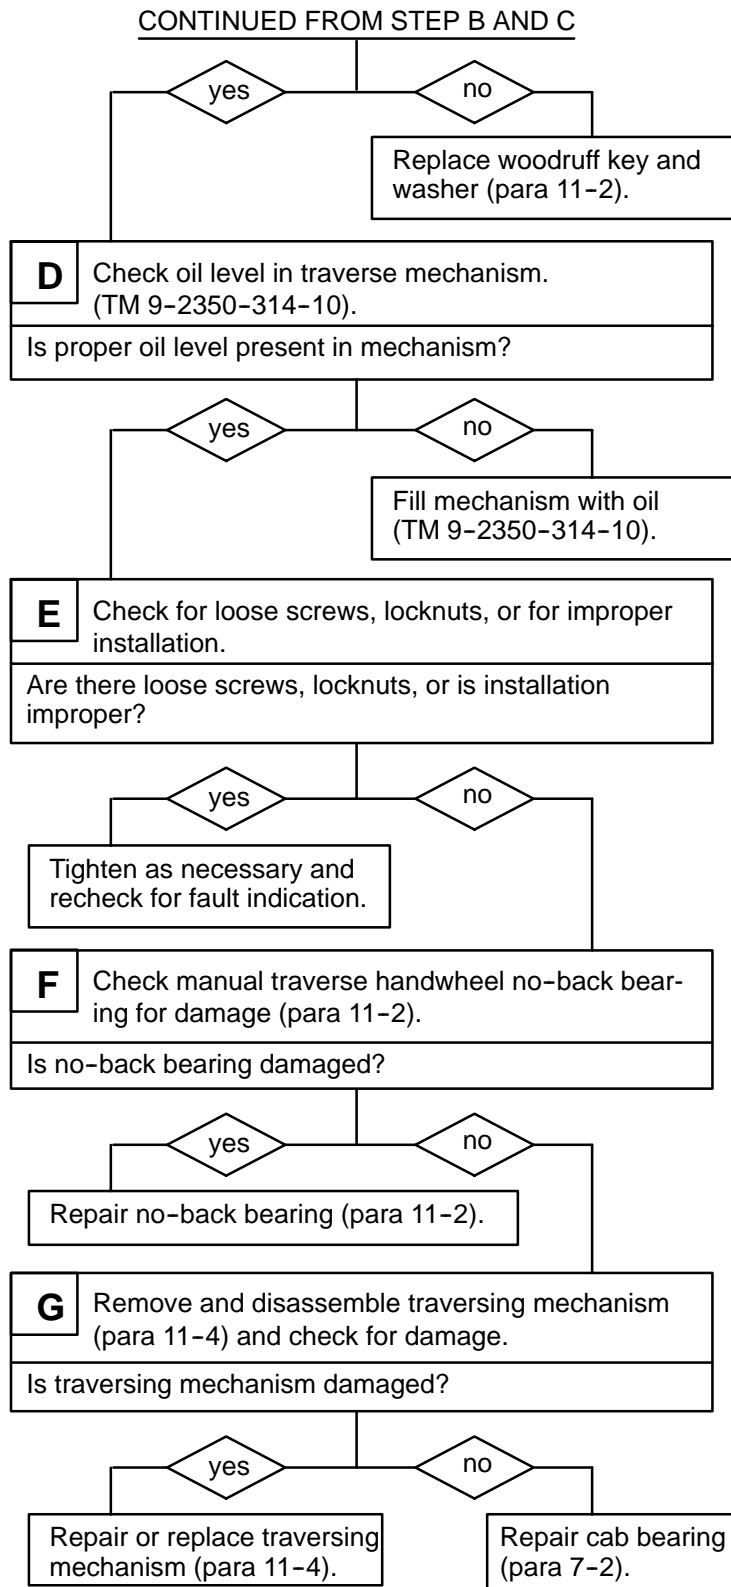 CONTINUED FROM STEP B AND C
yes
no
Replace woodruff key and
washer (para 11-2).
D
Check oil level in traverse mechanism.
(TM 9-2350-314-10).
Is proper oil level present in mechanism?
yes
no
Fill mechanism with oil
(TM 9-2350-314-10).
E
Check for loose screws, locknuts, or for improper
installation.
Are there loose screws, locknuts, or is installation
improper?
yes
no
Tighten as necessary and
recheck for fault indication.
F
Check manual traverse handwheel no-back bear-
ing for damage (para 11-2).
Is no-back bearing damaged?
yes
no
Repair no-back bearing (para 11-2).
G
Remove and disassemble traversing mechanism
(para 11-4) and check for damage.
Is traversing mechanism damaged?
yes
no
Repair or replace traversing
mechanism (para 11-4).
Repair cab bearing
(para 7-2).